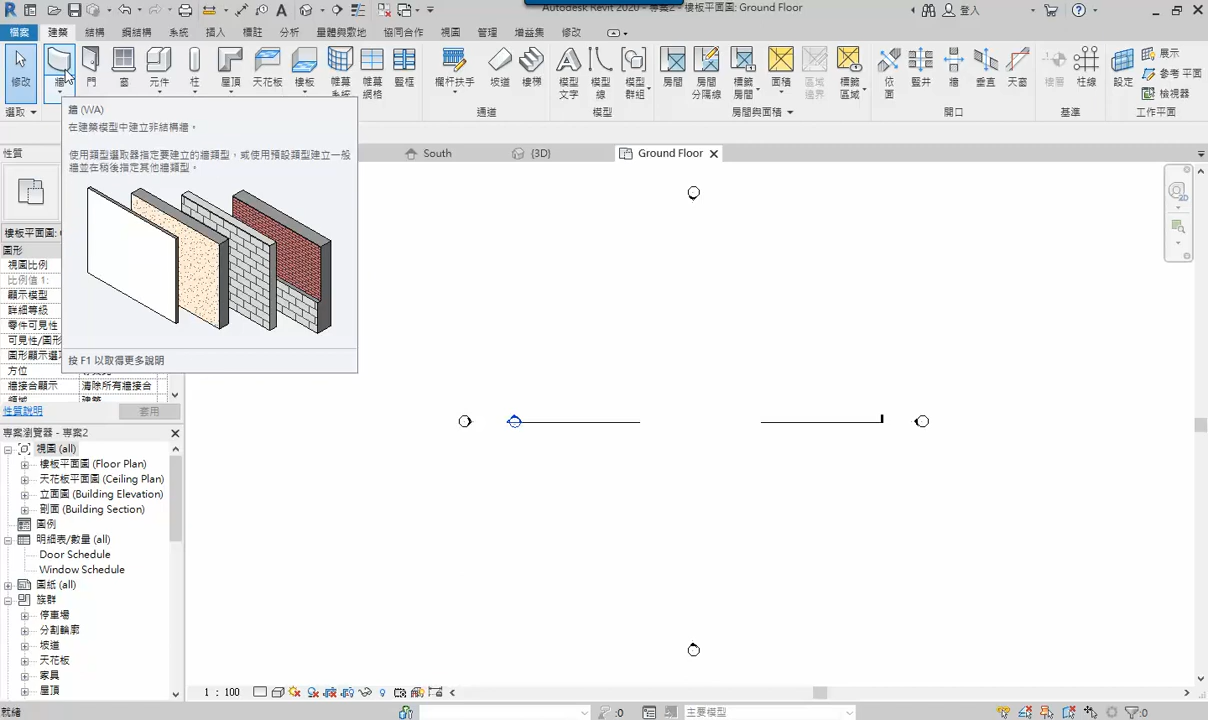 Autodesk Revit 2020 - 專案2 - 樓板平面圖: Ground Floor
登入
檔案 建築 結構 鋼結構 系統 插入 標註 分析 量體與敷地 協同合作 視圖 管理 增益集 修改
修改 牆 門 窗 元件 柱 屋頂 天花板 樓板 帷幕系統 帷幕網格 豎框 欄杆扶手 坡道 樓梯 模型文字 模型線 模型群組 房間 房間分隔線 標籤房間 面積 區域邊界 標籤區域 依面 豎井 牆 垂直 天窗 樓層 柱線 設定 展示 參考 平面 檢視器
選取 通道 模型 房間與面積 開口 基準 工作平面
牆 (WA)
在建築模型中建立非結構牆。
使用類型選取器指定要建立的牆類型，或使用預設類型建立一般牆並在稍後指定其他牆類型。
按 F1 以取得更多說明
South
{3D}
Ground Floor
性質
樓板平面圖:
圖形
視圖比例
比例值 1:
顯示模型
詳細等級
零件可見性
可見性/圖形
圖形顯示選
方位
牆接合顯示 清除所有牆接合
性質說明 套用
專案瀏覽器 - 專案2
視圖 (all)
樓板平面圖 (Floor Plan)
天花板平面圖 (Ceiling Plan)
立面圖 (Building Elevation)
剖面 (Building Section)
圖例
明細表/數量 (all)
Door Schedule
Window Schedule
圖紙 (all)
族群
停車場
分割輪廓
坡道
天花板
家具
屋頂
1 : 100
2D
就緒
:0
主要模型
:0